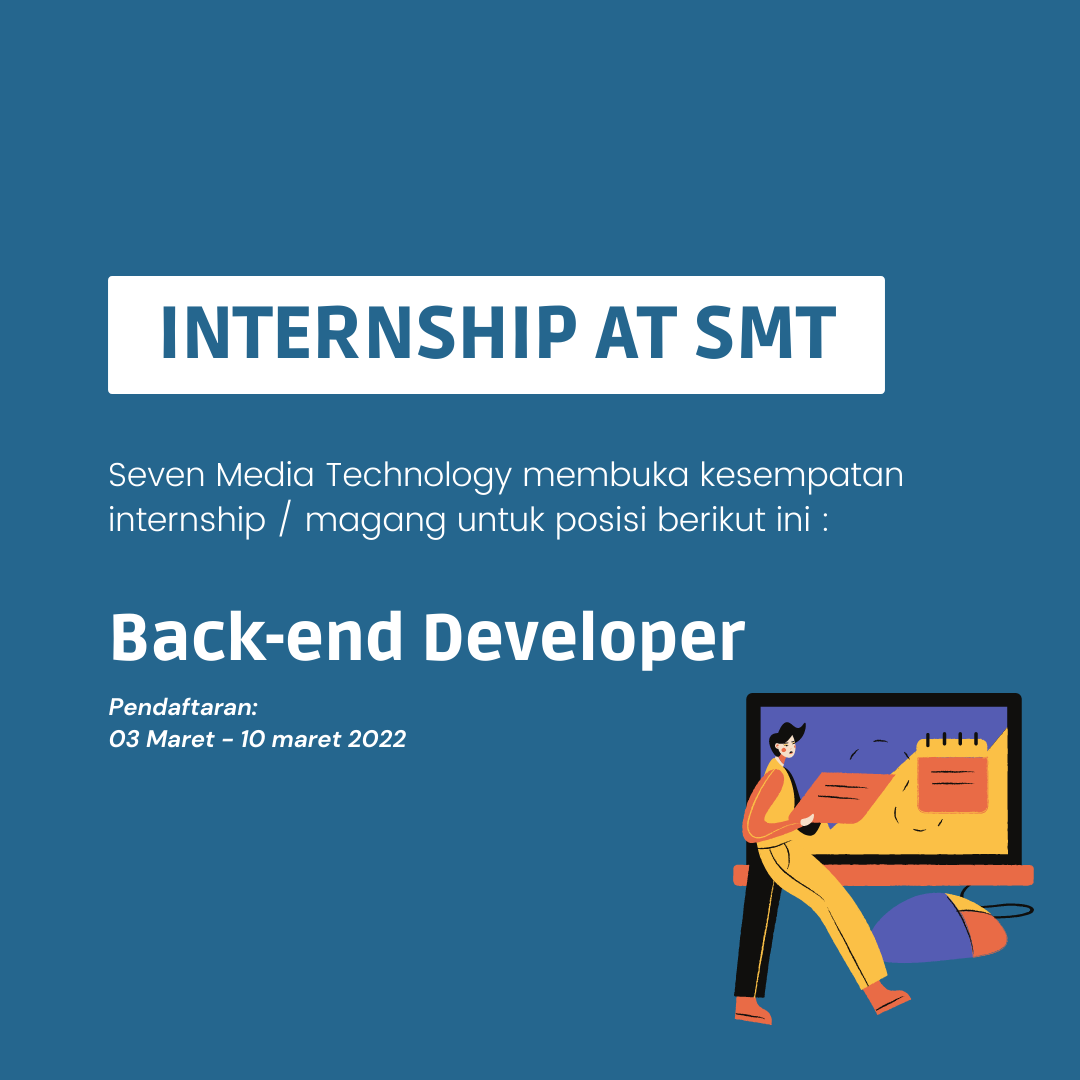 INTERNSHIP AT SMT
Seven Media Technology membuka kesempatan
internship / magang untuk posisi berikut ini :
Back-end Developer
Pendaftaran:
03 Maret - 10 maret 2022